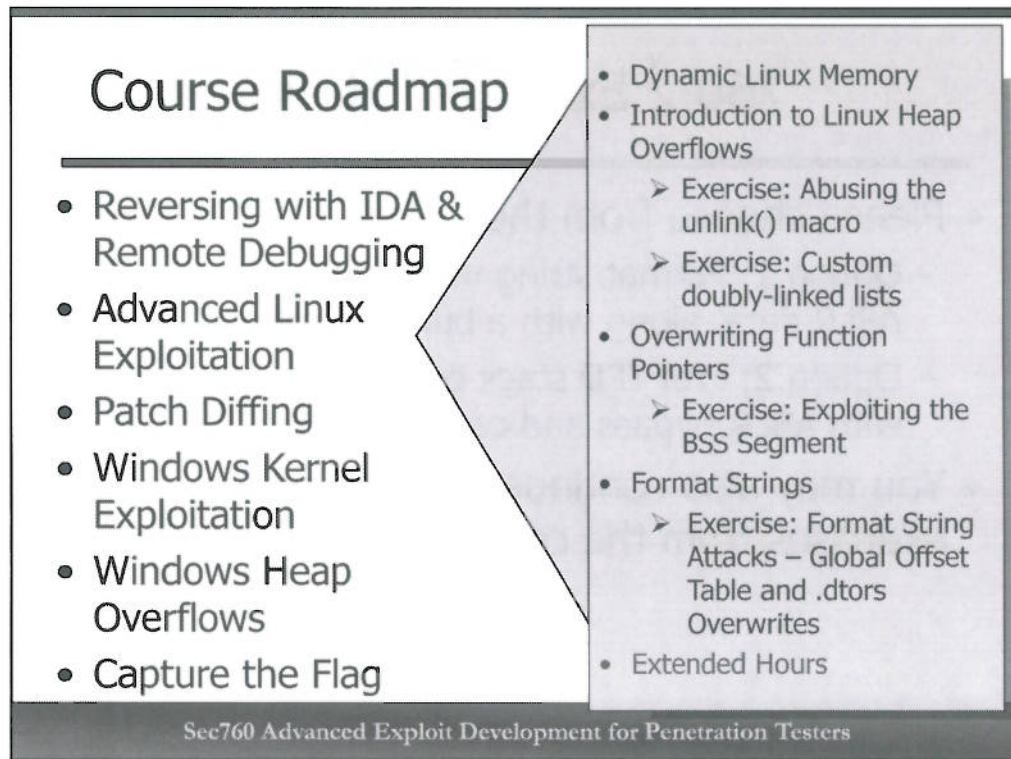 Course Roadmap
• Reversing with IDA &
Remote Debugging
• Advanced Linux
Exploitation
• Patch Diffing
• Windows Kernel
Exploitation
• Windows Heap
Overflows
• Capture the Flag
• Dynamic Linux Memory
• Introduction to Linux Heap
Overflows
➢ Exercise: Abusing the
unlink() macro
➢ Exercise: Custom
doubly-linked lists
• Overwriting Function
Pointers
➢ Exercise: Exploiting the
BSS Segment
• Format Strings
➢ Exercise: Format String
Attacks – Global Offset
Table and .dtors
Overwrites
• Extended Hours
Sec760 Advanced Exploit Development for Penetration Testers